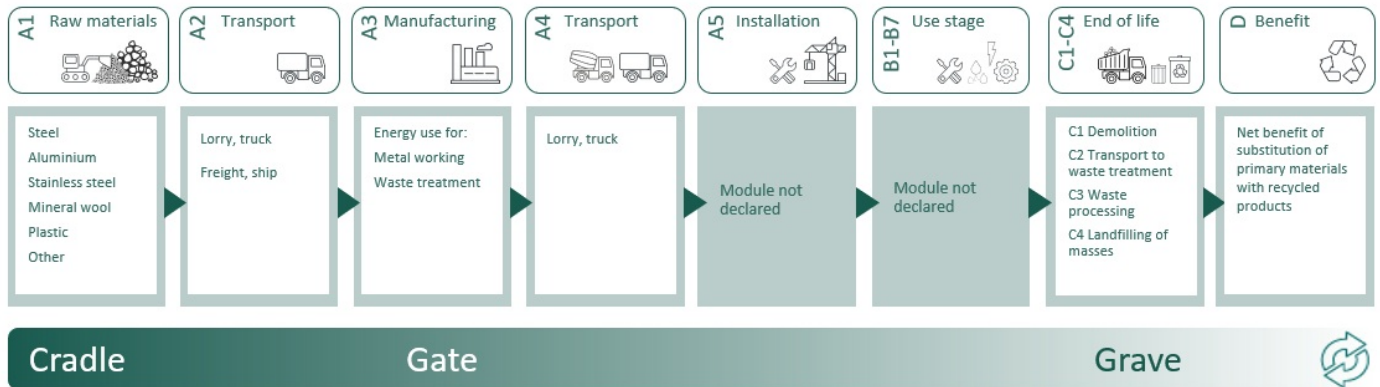 A1 Raw materials
A2 Transport
A3 Manufacturing
A4 Transport
A5 Installation
B1-B7 Use stage
C1-C4 End of life
D Benefit
Steel
Aluminium
Stainless steel
Mineral wool
Plastic
Other
Lorry, truck
Freight, ship
Energy use for:
Metal working
Waste treatment
Lorry, truck
Module not
declared
Module not
declared
C1 Demolition
C2 Transport to
waste treatment
C3 Waste
processing
C4 Landfilling of
masses
Net benefit of
substitution of
primary materials
with recycled
products
Cradle
Gate
Grave